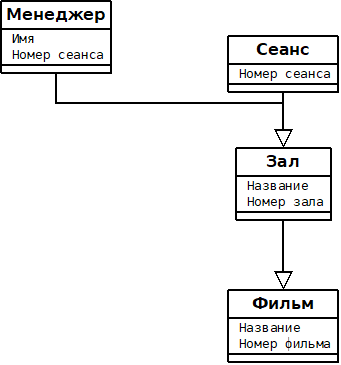 Менеджер
Имя
Номер сеанса
Сеанс
Номер сеанса
Зал
Название
Номер зала
Фильм
Название
Номер фильма